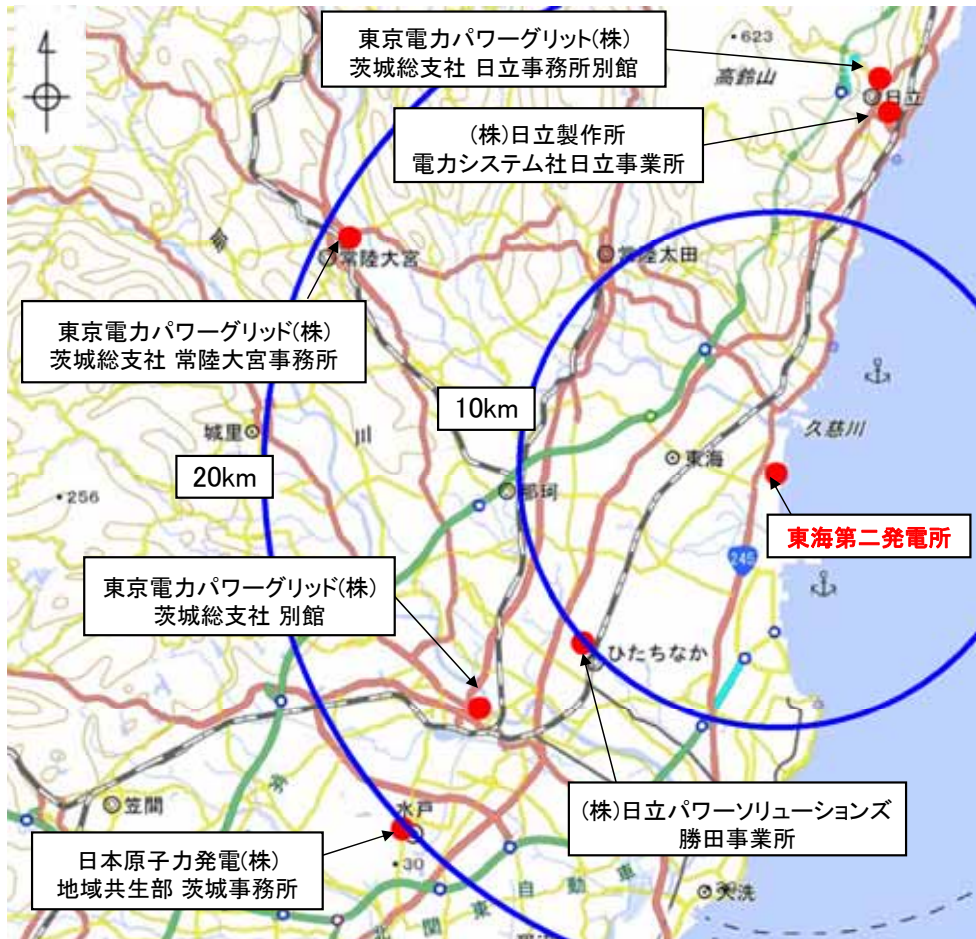 東京電力パワーグリット(株)
茨城総支社 日立事務所別館
・623
高鈴山
日立
(株)日立製作所
電力システム社日立事業所
常陸大宮
常陸太田
東京電力パワーグリッド(株)
茨城総支社 常陸大宮事務所
10km
城里
川
久慈川
20km
東海
・256
那珂
東海第二発電所
245
東京電力パワーグリッド(株)
茨城総支社 別館
ひたちなか
(株)日立パワーソリューションズ
勝田事業所
笠間
水戸
日本原子力発電(株)
地域共生部 茨城事務所
・30
北関東自動車
大洗